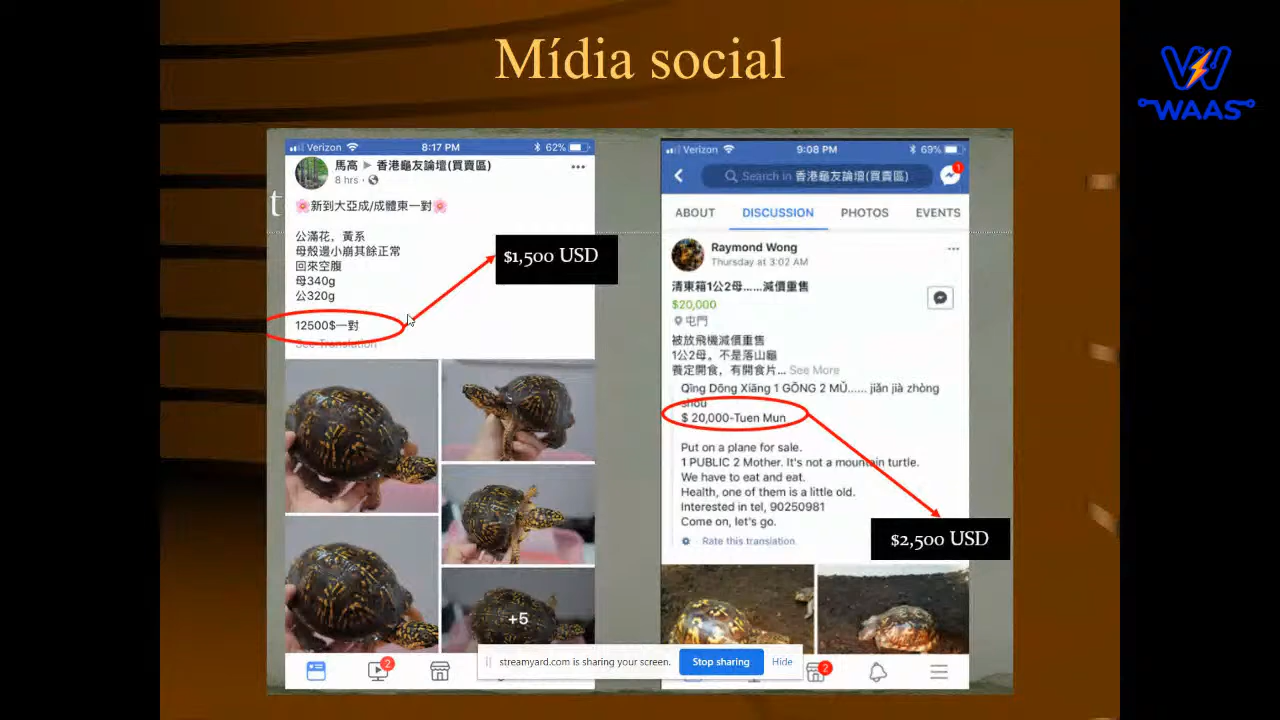 Mídia social
WAAS
Verizon 8:17 PM 62%
馬高 ▸ 香港龜友論壇(買賣區)
8 hrs ·
t
🌸新到大亞成/成體東一對🌸
公滿花，黃系
母殼邊小崩其餘正常
回來空腹
母340g
公320g
12500$一對
See Translation
$1,500 USD
+5
2
Verizon 9:08 PM 69%
Search in 香港龜友論壇(買賣區)
1
ABOUT DISCUSSION PHOTOS EVENTS
Raymond Wong
Thursday at 3:02 AM
清東箱1公2母......減價重售
$20,000
屯門
被放飛機減價重售
1公2母，不是落山龜
養定開食，有開食片... See More
Qīng Dōng Xiāng 1 GŌNG 2 MǓ...... jiǎn jià zhòng
shòu
$ 20,000-Tuen Mun
Put on a plane for sale.
1 PUBLIC 2 Mother. It's not a mountain turtle.
We have to eat and eat.
Health, one of them is a little old.
Interested in tel, 90250981
Come on, let's go.
Rate this translation.
$2,500 USD
streamyard.com is sharing your screen. Stop sharing Hide
2